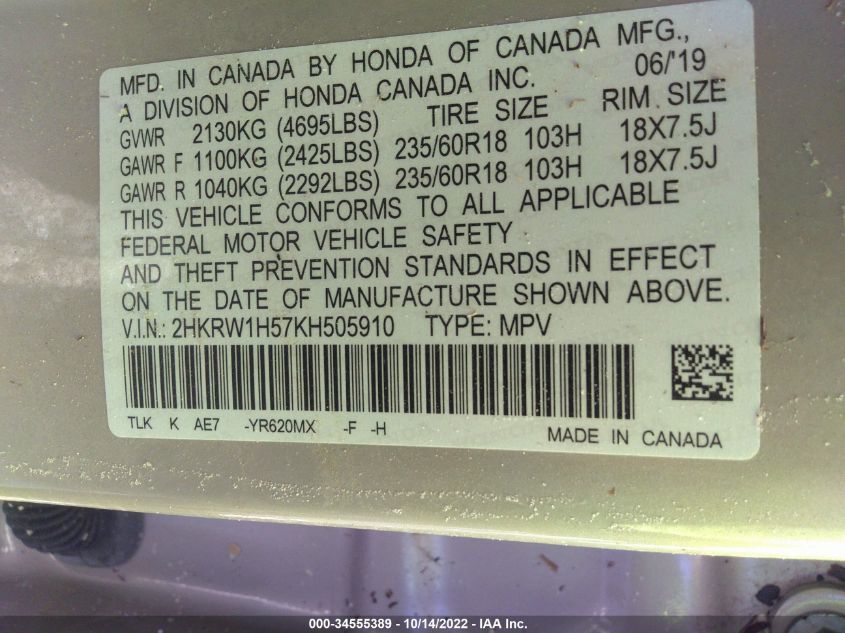 MFD. IN CANADA BY HONDA OF CANADA MFG.,
A DIVISION OF HONDA CANADA INC. 06/'19
GVWR 2130KG (4695LBS) TIRE SIZE RIM SIZE
GAWR F 1100KG (2425LBS) 235/60R18 103H 18X7.5J
GAWR R 1040KG (2292LBS) 235/60R18 103H 18X7.5J
THIS VEHICLE CONFORMS TO ALL APPLICABLE
FEDERAL MOTOR VEHICLE SAFETY
AND THEFT PREVENTION STANDARDS IN EFFECT
ON THE DATE OF MANUFACTURE SHOWN ABOVE.
V.I.N.: 2HKRW1H57KH505910 TYPE: MPV
TLK K AE7 -YR620MX -F -H
MADE IN CANADA
000-34555389 - 10/14/2022 - IAA Inc.